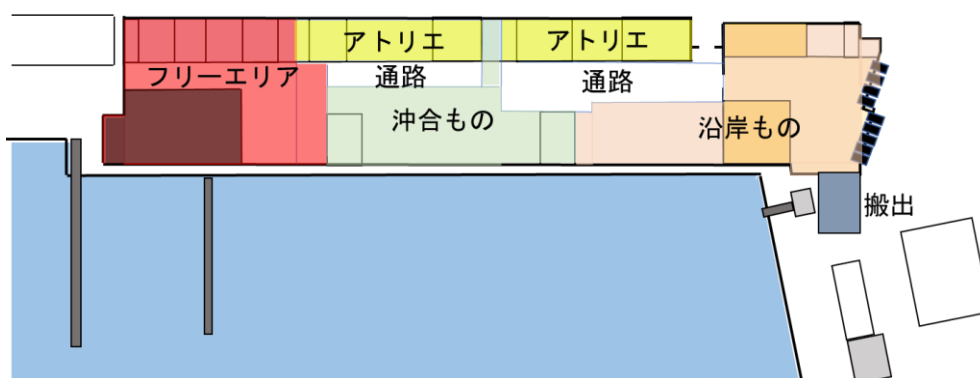 アトリエ
アトリエ
フリーエリア
通路
通路
沖合もの
沿岸もの
搬出